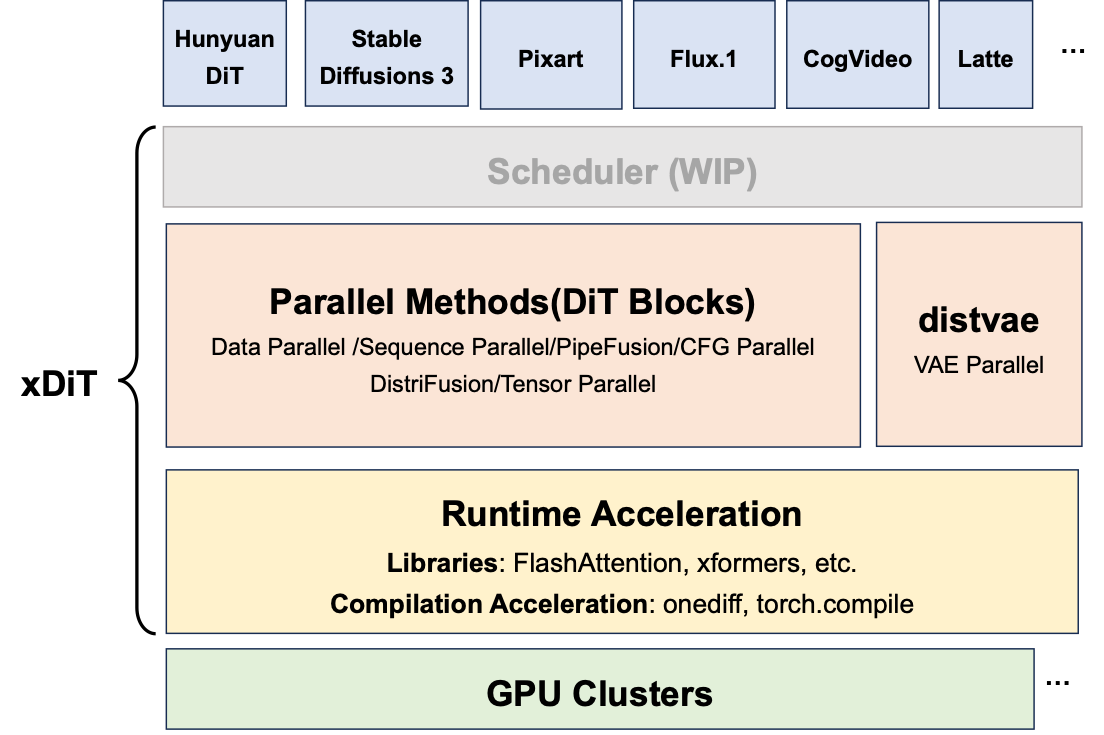 Hunyuan
DiT
Stable
Diffusions 3
Pixart
Flux.1
CogVideo
Latte
...
Scheduler (WIP)
xDiT
Parallel Methods(DiT Blocks)
Data Parallel /Sequence Parallel/PipeFusion/CFG Parallel
DistriFusion/Tensor Parallel
distvae
VAE Parallel
Runtime Acceleration
Libraries: FlashAttention, xformers, etc.
Compilation Acceleration: onediff, torch.compile
GPU Clusters
...